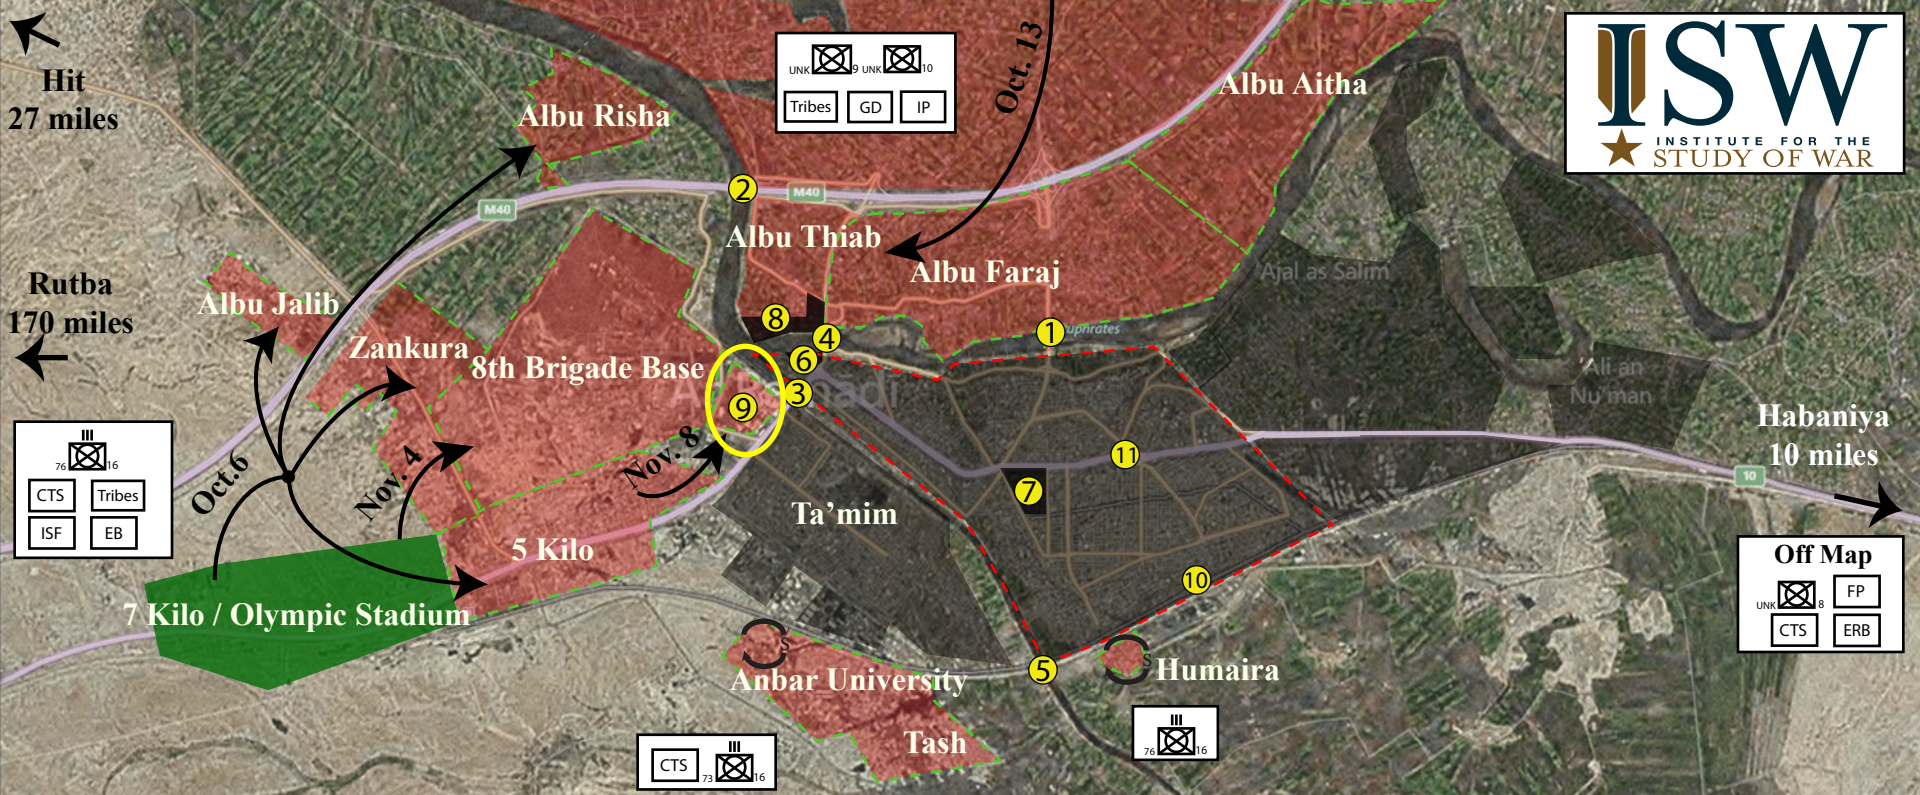 Hit
27 miles
Rutba
170 miles
Albu Risha
UNK 9 UNK 10
Tribes GD IP
Oct. 13
Albu Aitha
ISW
INSTITUTE FOR THE
STUDY OF WAR
M40
2
M40
Albu Thiab
Albu Faraj
Ajal as Salim
Albu Jalib
Zankura
8th Brigade Base
8
4
1
6
3
9
Ali an
Nu'man
Habaniya
10 miles
10
III
76 16
CTS Tribes
ISF EB
Oct.6
Nov. 4
Nov. 8
11
7
Ta'mim
5 Kilo
10
7 Kilo / Olympic Stadium
S
Anbar University
5
S
Humaira
Tash
III
CTS 73 16
III
76 16
Off Map
UNK 8 FP
CTS ERB